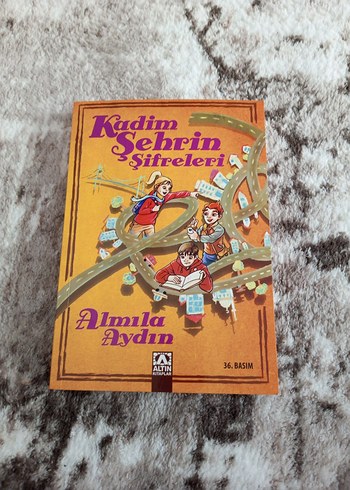 Kadim
Şehrin
Şifreleri
Almıla
Aydın
ALTIN
KİTAPLAR
36. BASIM